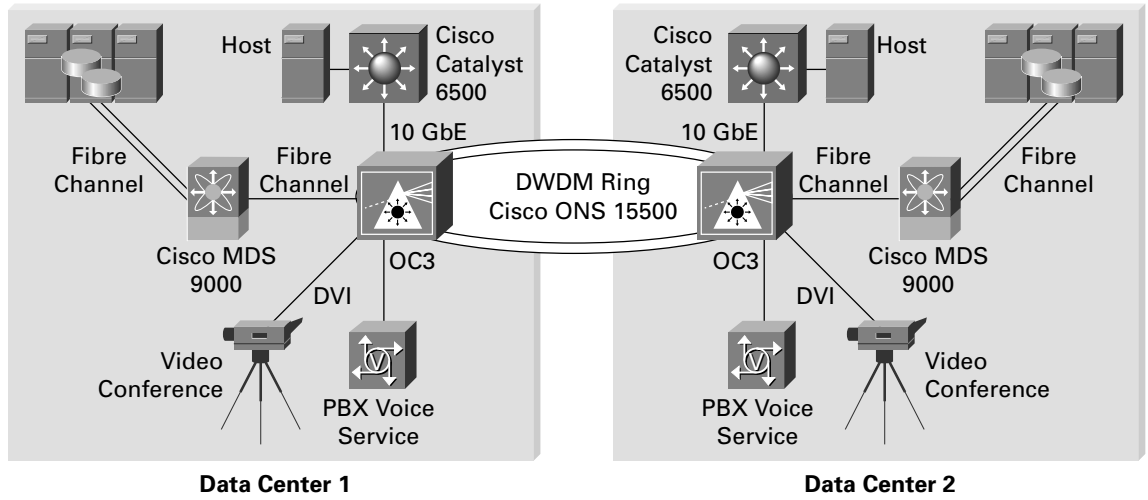 Host
Cisco
Catalyst
6500
10 GbE
Fibre
Channel
Fibre
Channel
Cisco MDS
9000
OC3
DVI
Video
Conference
V
PBX Voice
Service
Data Center 1
DWDM Ring
Cisco ONS 15500
Cisco
Catalyst
6500
Host
10 GbE
Fibre
Channel
Fibre
Channel
OC3
Cisco MDS
9000
DVI
V
Video
Conference
PBX Voice
Service
Data Center 2